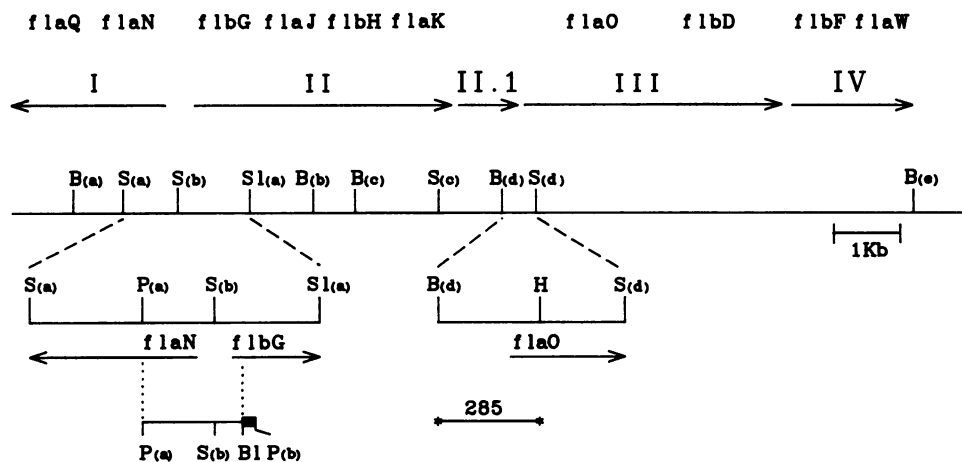 flaQ flaN flbG flaJ flbH flaK flaO flbD flbF flaW
I II II.1 III IV
B(a) S(a) S(b) Sl(a) B(b) B(c) S(c) B(d) S(d) B(e)
1Kb
S(a) P(a) S(b) Sl(a) B(d) H S(d)
flaN flbG flaO
285
P(a) S(b) Bl P(b)